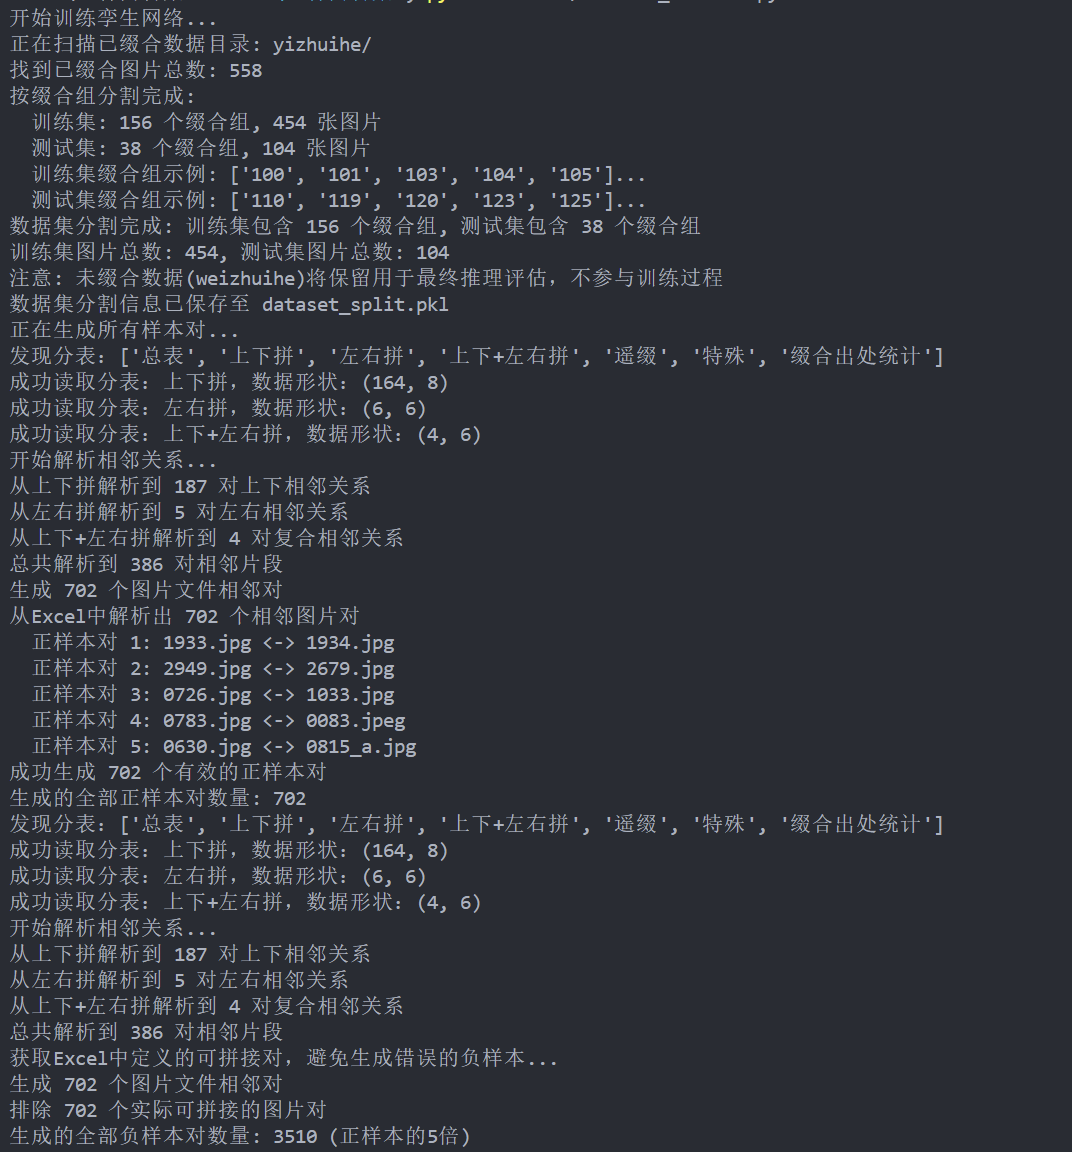 开始训练孪生网络...
正在扫描已缀合数据目录: yizhuihe/
找到已缀合图片总数: 558
按缀合组分割完成:
训练集: 156 个缀合组, 454 张图片
测试集: 38 个缀合组, 104 张图片
训练集缀合组示例: ['100', '101', '103', '104', '105']...
测试集缀合组示例: ['110', '119', '120', '123', '125']...
数据集分割完成: 训练集包含 156 个缀合组, 测试集包含 38 个缀合组
训练集图片总数: 454, 测试集图片总数: 104
注意: 未缀合数据(weizhuihe)将保留用于最终推理评估，不参与训练过程
数据集分割信息已保存至 dataset_split.pkl
正在生成所有样本对...
发现分表：['总表', '上下拼', '左右拼', '上下+左右拼', '遥缀', '特殊', '缀合出处统计']
成功读取分表：上下拼，数据形状：(164, 8)
成功读取分表：左右拼，数据形状：(6, 6)
成功读取分表：上下+左右拼，数据形状：(4, 6)
开始解析相邻关系...
从上下拼解析到 187 对上下相邻关系
从左右拼解析到 5 对左右相邻关系
从上下+左右拼解析到 4 对复合相邻关系
总共解析到 386 对相邻片段
生成 702 个图片文件相邻对
从Excel中解析出 702 个相邻图片对
正样本对 1: 1933.jpg <-> 1934.jpg
正样本对 2: 2949.jpg <-> 2679.jpg
正样本对 3: 0726.jpg <-> 1033.jpg
正样本对 4: 0783.jpg <-> 0083.jpeg
正样本对 5: 0630.jpg <-> 0815_a.jpg
成功生成 702 个有效的正样本对
生成的全部正样本对数量: 702
发现分表：['总表', '上下拼', '左右拼', '上下+左右拼', '遥缀', '特殊', '缀合出处统计']
成功读取分表：上下拼，数据形状：(164, 8)
成功读取分表：左右拼，数据形状：(6, 6)
成功读取分表：上下+左右拼，数据形状：(4, 6)
开始解析相邻关系...
从上下拼解析到 187 对上下相邻关系
从左右拼解析到 5 对左右相邻关系
从上下+左右拼解析到 4 对复合相邻关系
总共解析到 386 对相邻片段
获取Excel中定义的可拼接对，避免生成错误的负样本...
生成 702 个图片文件相邻对
排除 702 个实际可拼接的图片对
生成的全部负样本对数量: 3510 (正样本的5倍)